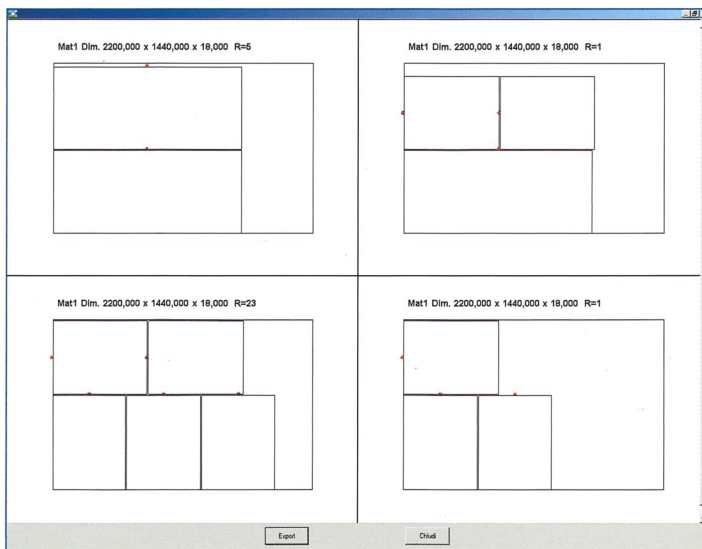 Mat1 Dim. 2200,000 x 1440,000 x 18,000 R=5
Mat1 Dim. 2200,000 x 1440,000 x 18,000 R=1
Mat1 Dim. 2200,000 x 1440,000 x 18,000 R=23
Mat1 Dim. 2200,000 x 1440,000 x 18,000 R=1
Export
Chiudi